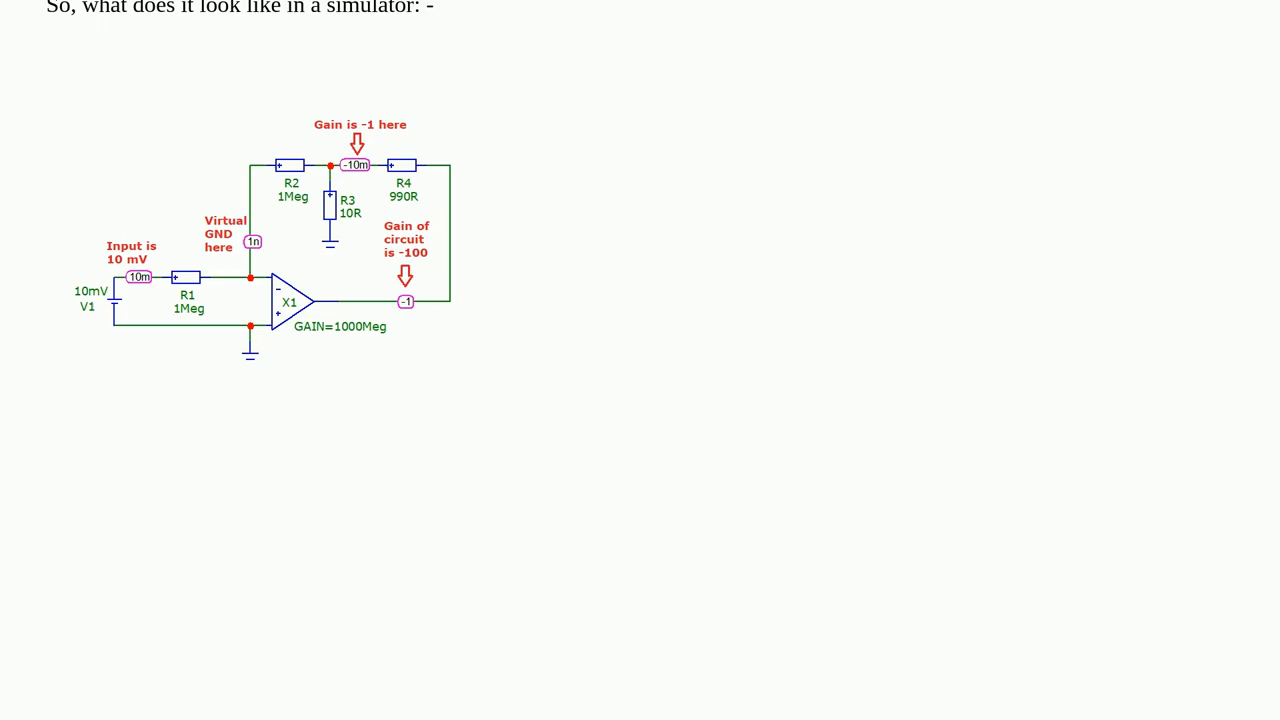 So, what does it look like in a simulator: -
Gain is -1 here
-10m
R2
1Meg
R4
990R
R3
10R
Virtual
GND
here
1n
Gain of
circuit
is -100
Input is
10 mV
10m
10mV
V1
R1
1Meg
X1
-1
GAIN=1000Meg